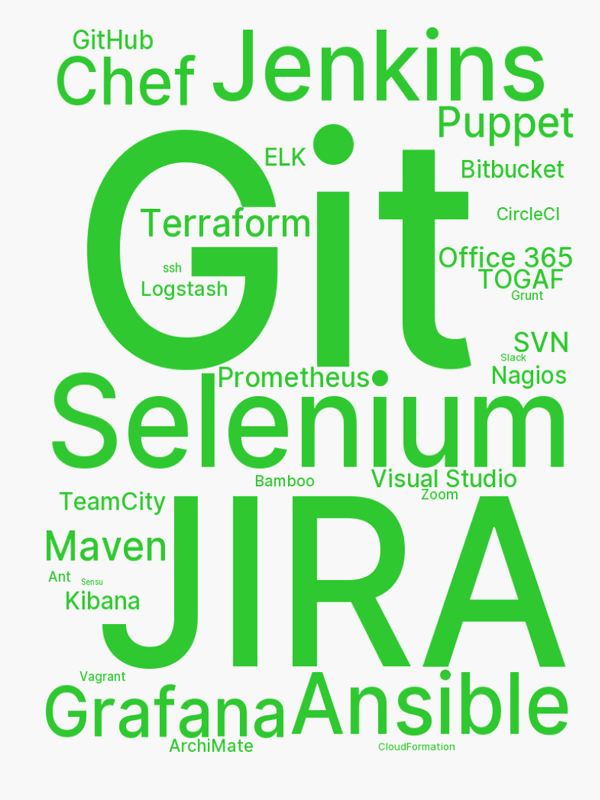 GitHub
Chef
Jenkins
Puppet
ELK
Bitbucket
Git
Terraform
CircleCI
ssh
Office 365
TOGAF
Logstash
Grunt
SVN
Slack
Prometheus
Nagios
Selenium
Bamboo
Visual Studio
Zoom
TeamCity
Maven
JIRA
Ant
Sensu
Kibana
Vagrant
Grafana
Ansible
ArchiMate
CloudFormation